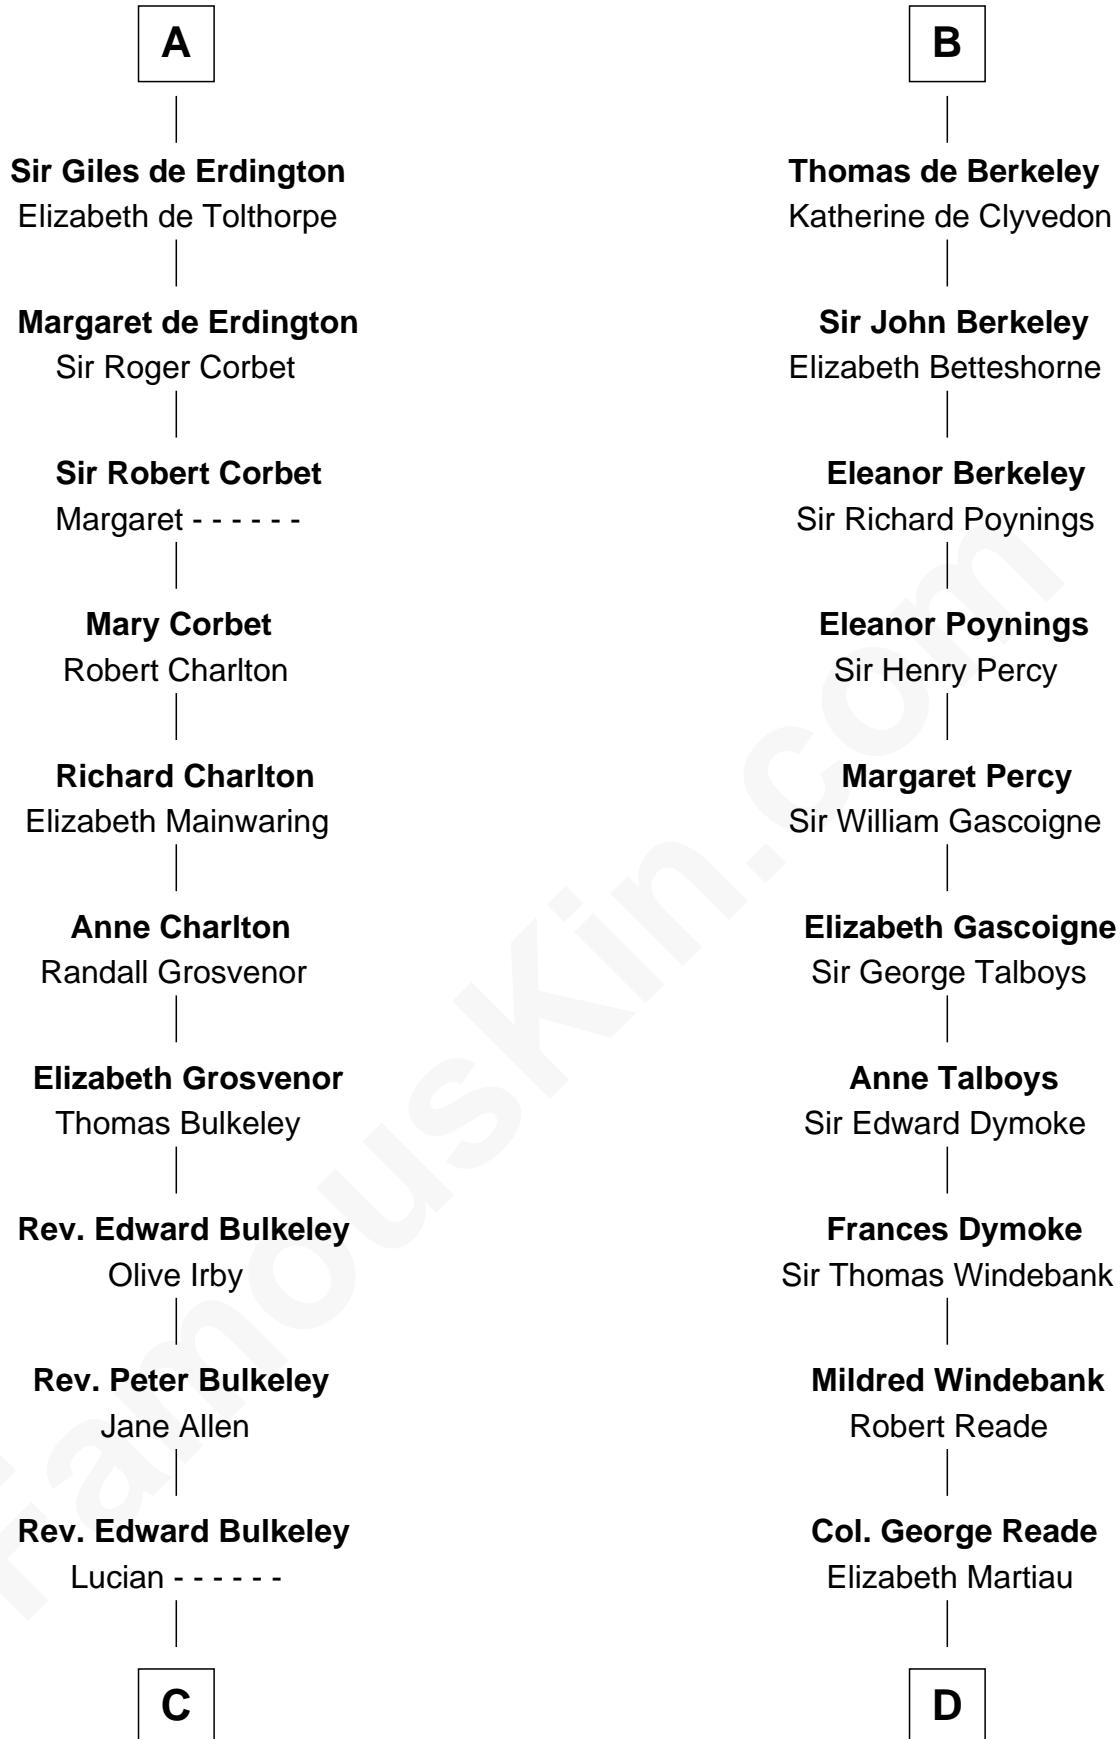 A
Sir Giles de Erdington
Elizabeth de Tolthorpe
Margaret de Erdington
Sir Roger Corbet
Sir Robert Corbet
Margaret - - - - - -
Mary Corbet
Robert Charlton
Richard Charlton
Elizabeth Mainwaring
Anne Charlton
Randall Grosvenor
Elizabeth Grosvenor
Thomas Bulkeley
Rev. Edward Bulkeley
Olive Irby
Rev. Peter Bulkeley
Jane Allen
Rev. Edward Bulkeley
Lucian - - - - - -
C
B
Thomas de Berkeley
Katherine de Clyvedon
Sir John Berkeley
Elizabeth Betteshorne
Eleanor Berkeley
Sir Richard Poynings
Eleanor Poynings
Sir Henry Percy
Margaret Percy
Sir William Gascoigne
Elizabeth Gascoigne
Sir George Talboys
Anne Talboys
Sir Edward Dymoke
Frances Dymoke
Sir Thomas Windebank
Mildred Windebank
Robert Reade
Col. George Reade
Elizabeth Martiau
D
FamousKin.com